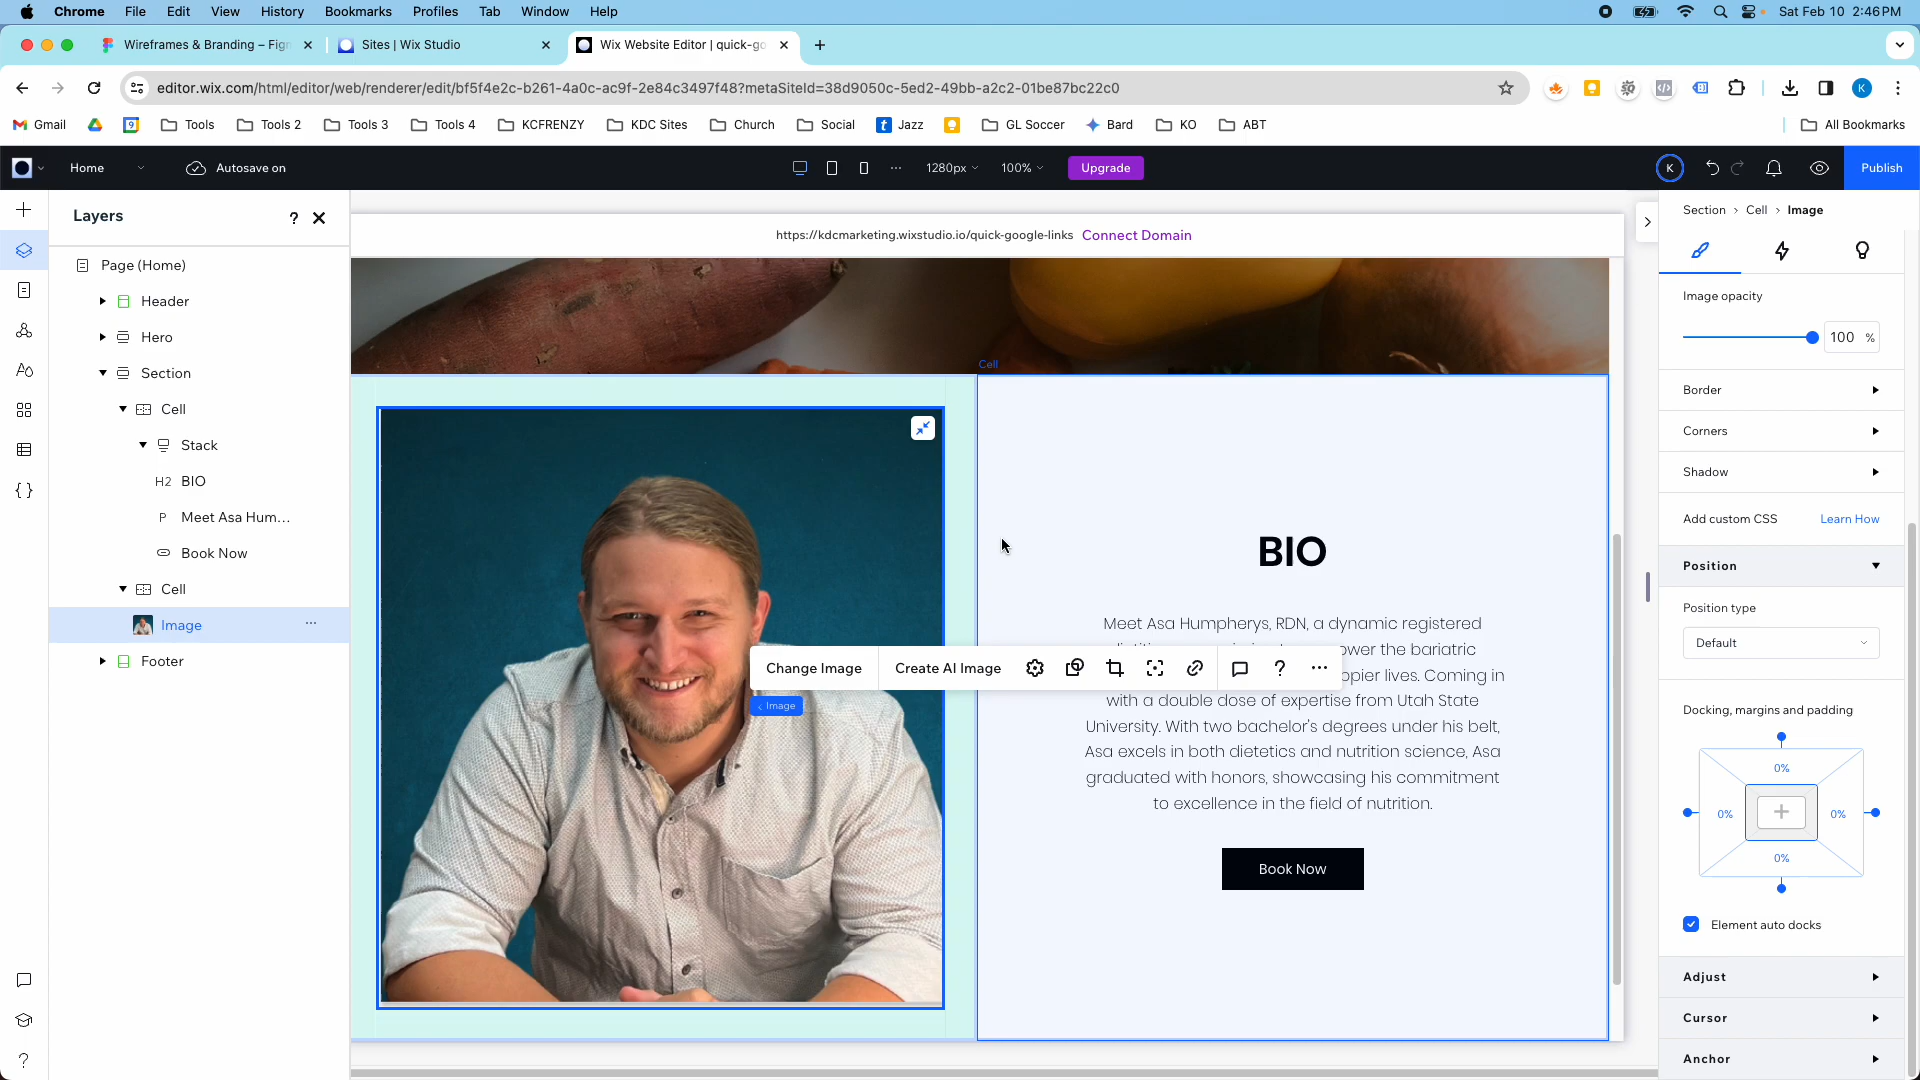 Chrome File Edit View History Bookmarks Profiles Tab Window Help Sat Feb 10 2:46 PM
Wireframes & Branding – Fig Sites | Wix Studio Wix Website Editor | quick-go
editor.wix.com/html/editor/web/renderer/edit/bf5f4e2c-b261-4a0c-ac9f-2e84c3497f48?metaSiteId=38d9050c-5ed2-49bb-a2c2-01be87bc22c0 K
Gmail Tools Tools 2 Tools 3 Tools 4 KCFRENZY KDC Sites Church Social Jazz GL Soccer Bard KO ABT All Bookmarks
Home Autosave on 1280px 100% Upgrade K Publish
Layers ?
https://kdcmarketing.wixstudio.io/quick-google-links Connect Domain
Page (Home)
Header
Hero
Section
Cell
Stack
H2 BIO
P Meet Asa Hum...
Book Now
Cell
Image
Footer
Cell
BIO
Meet Asa Humpherys, RDN, a dynamic registered
ower the bariatric
pier lives. Coming in
with a double dose of expertise from Utah State
University. With two bachelor's degrees under his belt,
Asa excels in both dietetics and nutrition science, Asa
graduated with honors, showcasing his commitment
to excellence in the field of nutrition.
Book Now
Change Image Create AI Image ?
Image
Section > Cell > Image
Image opacity
100 %
Border
Corners
Shadow
Add custom CSS Learn How
Position
Position type
Default
Docking, margins and padding
0%
0% 0%
0%
Element auto docks
Adjust
Cursor
Anchor